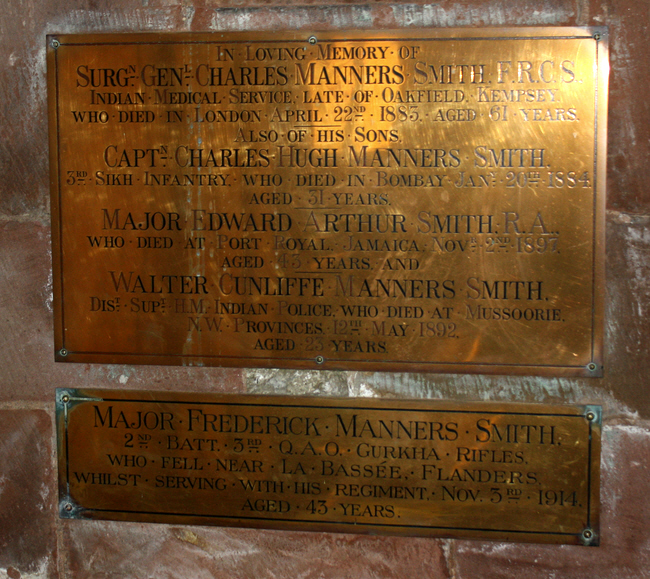 In Loving Memory of
Surgn. Genl. Charles Manners Smith, F.R.C.S.,
Indian Medical Service, late of Oakfield, Kempsey,
who died in London April 22nd 1885, aged 61 years.
Also of his Sons,
Captn. Charles Hugh Manners Smith,
3rd Sikh Infantry, who died in Bombay Jany. 20th 1884,
aged 31 years,
Major Edward Arthur Smith, R.A.,
who died at Port Royal, Jamaica, Novr. 2nd 1897,
aged 43 years, and
Walter Cunliffe Manners Smith,
Dist. Supt. H.M. Indian Police, who died at Mussoorie,
N.W. Provinces, 12th May 1892,
aged 23 years.
Major Frederick Manners Smith,
2nd Batt. 3rd Q.A.O. Gurkha Rifles,
who fell near La Bassée, Flanders,
whilst serving with his regiment, Nov. 3rd 1914,
aged 43 years.